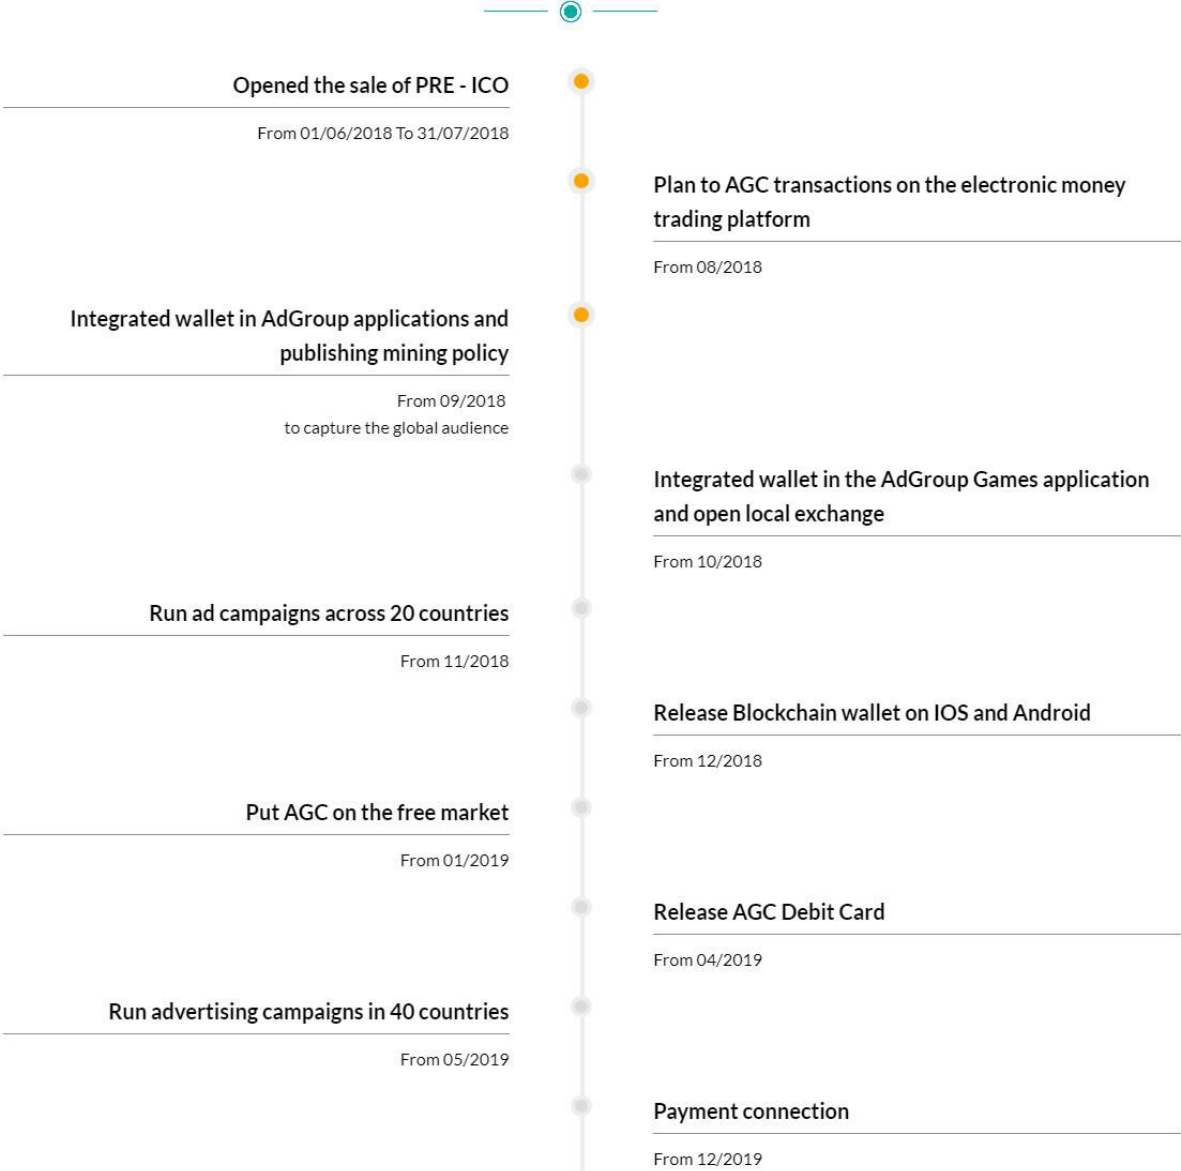 Opened the sale of PRE - ICO
From 01/06/2018 To 31/07/2018
Plan to AGC transactions on the electronic money
trading platform
From 08/2018
Integrated wallet in AdGroup applications and
publishing mining policy
From 09/2018
to capture the global audience
Integrated wallet in the AdGroup Games application
and open local exchange
From 10/2018
Run ad campaigns across 20 countries
From 11/2018
Release Blockchain wallet on IOS and Android
From 12/2018
Put AGC on the free market
From 01/2019
Release AGC Debit Card
From 04/2019
Run advertising campaigns in 40 countries
From 05/2019
Payment connection
From 12/2019